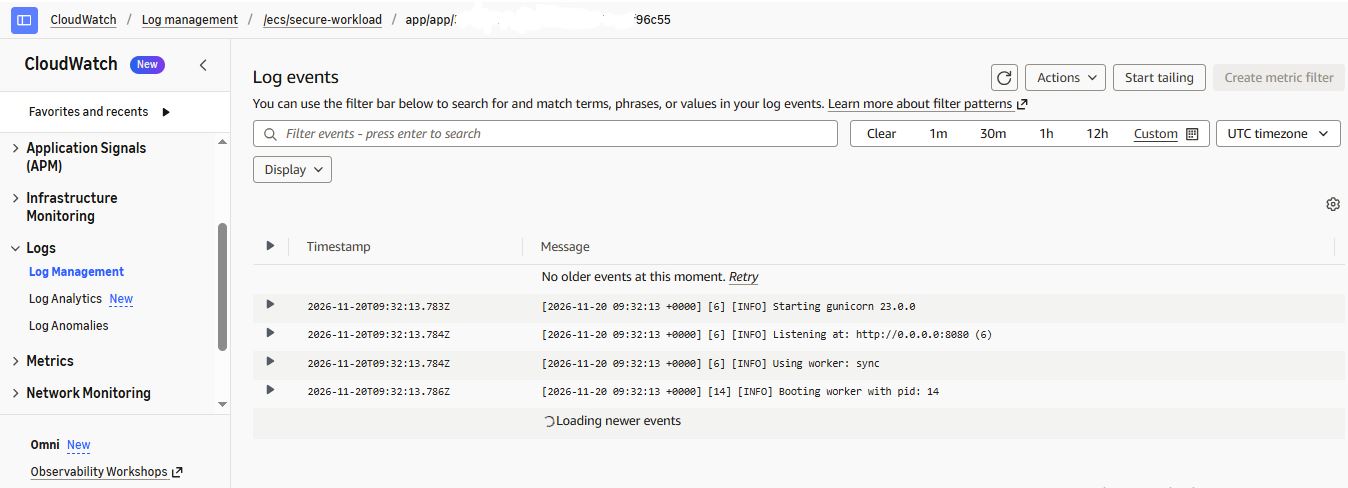 CloudWatch / Log management / /ecs/secure-workload / app/app/ 96c55
CloudWatch New
Favorites and recents
Application Signals
(APM)
Infrastructure
Monitoring
Logs
Log Management
Log Analytics New
Log Anomalies
Metrics
Network Monitoring
Omni New
Observability Workshops
Log events
Actions
Start tailing
Create metric filter
You can use the filter bar below to search for and match terms, phrases, or values in your log events. Learn more about filter patterns
Filter events - press enter to search
Clear 1m 30m 1h 12h Custom
UTC timezone
Display
Timestamp Message
No older events at this moment. Retry
2026-11-20T09:32:13.783Z [2026-11-20 09:32:13 +0000] [6] [INFO] Starting gunicorn 23.0.0
2026-11-20T09:32:13.784Z [2026-11-20 09:32:13 +0000] [6] [INFO] Listening at: http://0.0.0.0:8080 (6)
2026-11-20T09:32:13.784Z [2026-11-20 09:32:13 +0000] [6] [INFO] Using worker: sync
2026-11-20T09:32:13.786Z [2026-11-20 09:32:13 +0000] [14] [INFO] Booting worker with pid: 14
Loading newer events